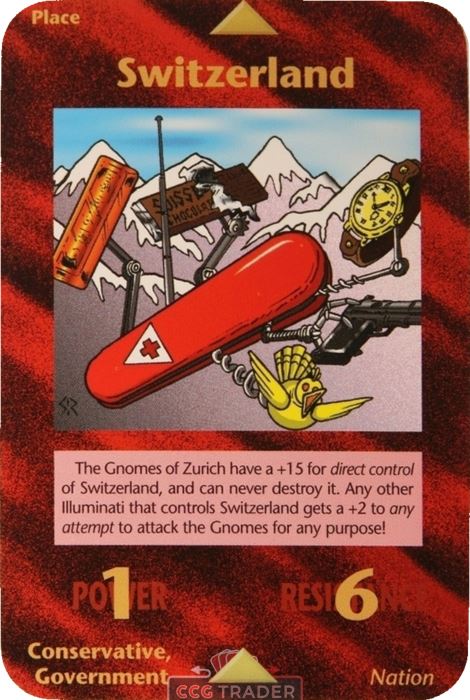 Place
Switzerland
SUISSE
CHOCOLAT
The Gnomes of Zurich have a +15 for direct control
of Switzerland, and can never destroy it. Any other
Illuminati that controls Switzerland gets a +2 to any
attempt to attack the Gnomes for any purpose!
POWER
1
RESISTANCE
6
Conservative,
Government
Nation
CCG TRADER